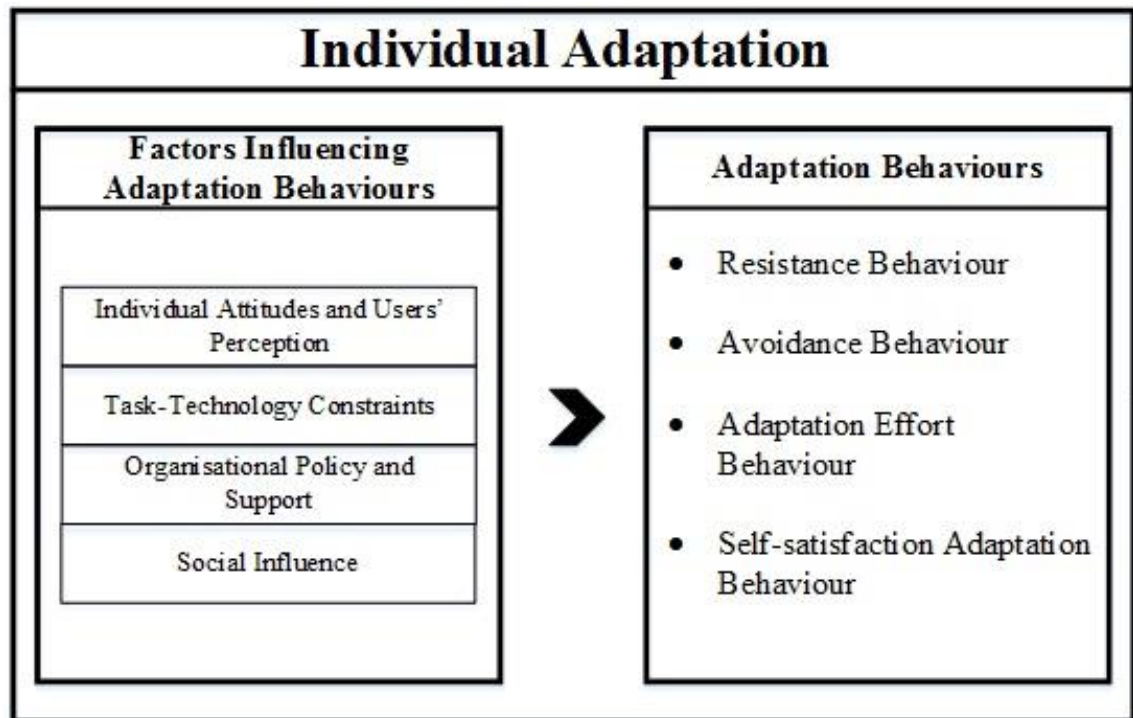 Individual Adaptation
Factors Influencing
Adaptation Behaviours
Individual Attitudes and Users’
Perception
Task-Technology Constraints
Organisational Policy and
Support
Social Influence
Adaptation Behaviours
• Resistance Behaviour
• Avoidance Behaviour
• Adaptation Effort
Behaviour
• Self-satisfaction Adaptation
Behaviour